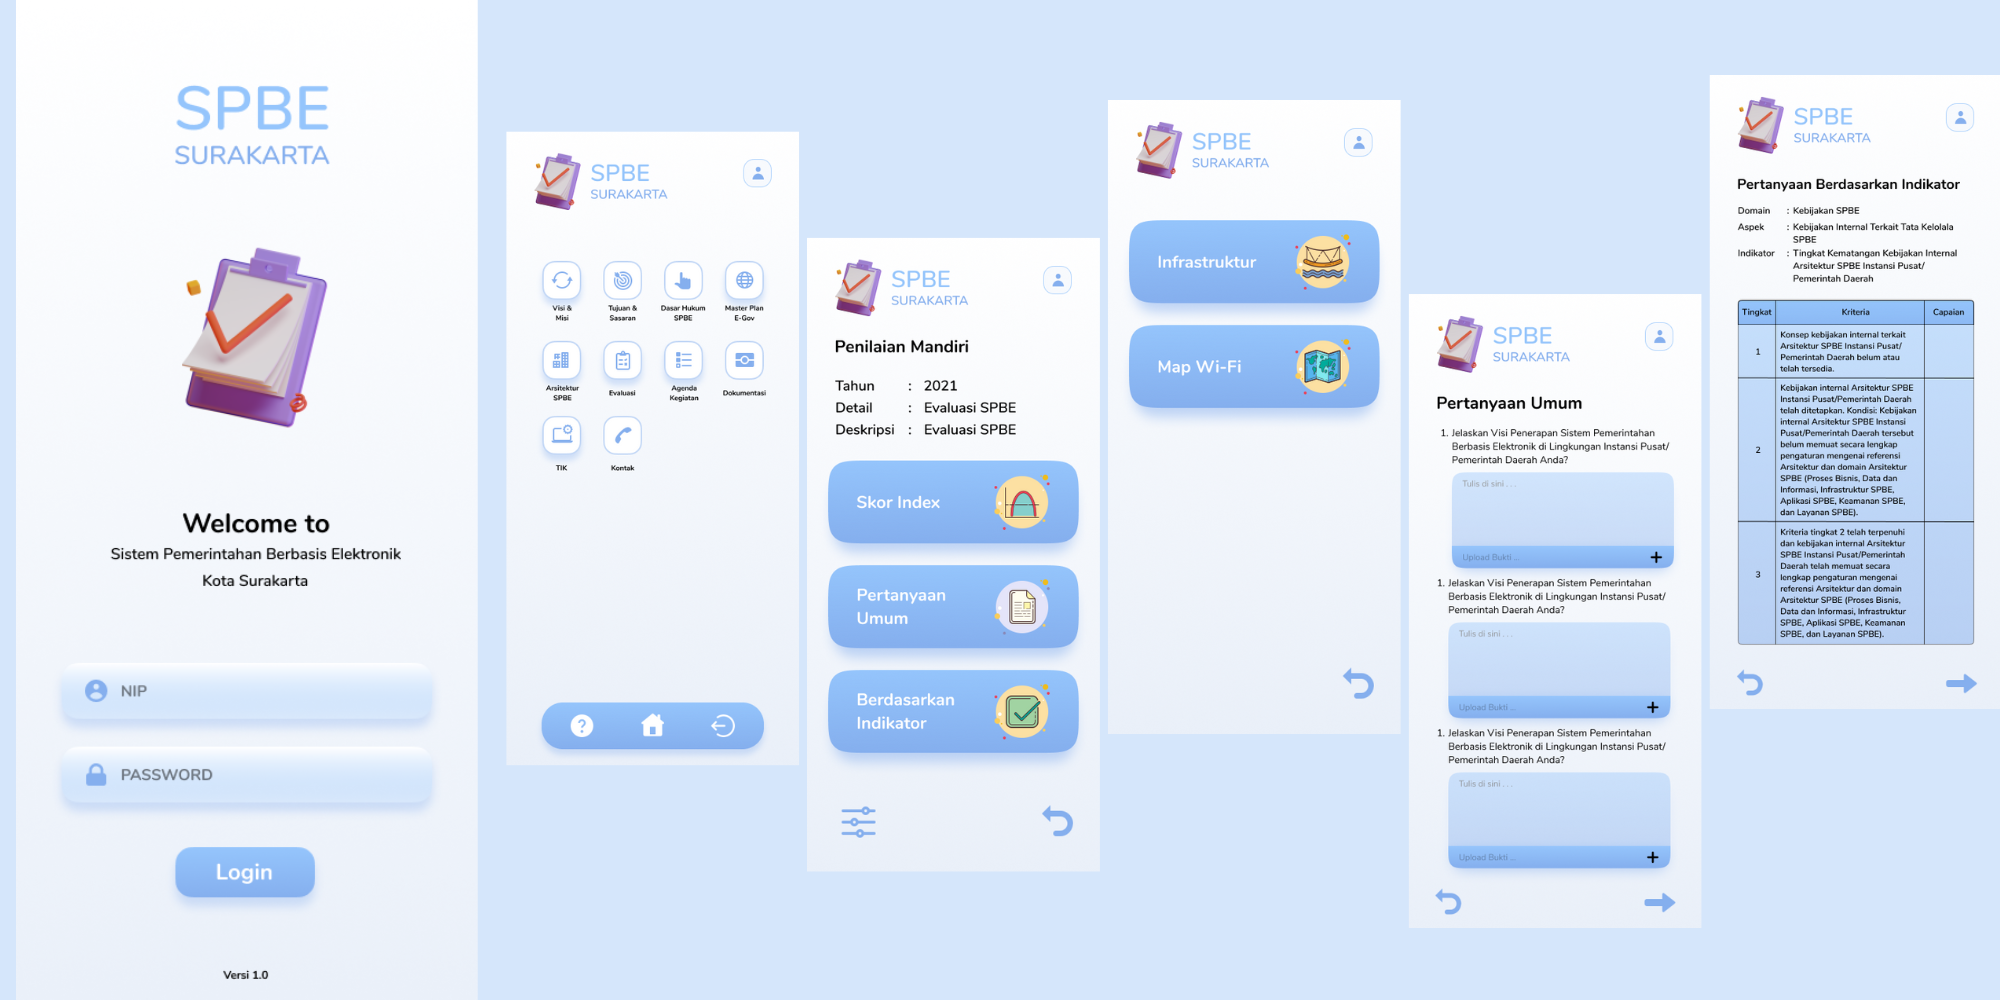 SPBE
SURAKARTA
Welcome to
Sistem Pemerintahan Berbasis Elektronik
Kota Surakarta
NIP
PASSWORD
Login
Versi 1.0
SPBE
SURAKARTA
Visi &
Misi
Tujuan &
Sasaran
Dasar Hukum
SPBE
Master Plan
E-Gov
Arsitektur
SPBE
Evaluasi
Agenda
Kegiatan
Dokumentasi
TIK
Kontak
SPBE
SURAKARTA
Penilaian Mandiri
Tahun : 2021
Detail : Evaluasi SPBE
Deskripsi : Evaluasi SPBE
Skor Index
Pertanyaan
Umum
Berdasarkan
Indikator
SPBE
SURAKARTA
Infrastruktur
Map Wi-Fi
SPBE
SURAKARTA
Pertanyaan Umum
1. Jelaskan Visi Penerapan Sistem Pemerintahan
Berbasis Elektronik di Lingkungan Instansi Pusat/
Pemerintah Daerah Anda?
Tulis di sini . . .
Upload Bukti ...
1. Jelaskan Visi Penerapan Sistem Pemerintahan
Berbasis Elektronik di Lingkungan Instansi Pusat/
Pemerintah Daerah Anda?
Tulis di sini . . .
Upload Bukti ...
1. Jelaskan Visi Penerapan Sistem Pemerintahan
Berbasis Elektronik di Lingkungan Instansi Pusat/
Pemerintah Daerah Anda?
Tulis di sini . . .
Upload Bukti ...
SPBE
SURAKARTA
Pertanyaan Berdasarkan Indikator
Domain : Kebijakan SPBE
Aspek : Kebijakan Internal Terkait Tata Kelolala
SPBE
Indikator : Tingkat Kematangan Kebijakan Internal
Arsitektur SPBE Instansi Pusat/
Pemerintah Daerah
Tingkat Kriteria Capaian
1
Konsep kebijakan internal terkait
Arsitektur SPBE Instansi Pusat/
Pemerintah Daerah belum atau
telah tersedia.
2
Kebijakan internal Arsitektur SPBE
Instansi Pusat/Pemerintah Daerah
telah ditetapkan. Kondisi: Kebijakan
internal Arsitektur SPBE Instansi
Pusat/Pemerintah Daerah tersebut
belum memuat secara lengkap
pengaturan mengenai referensi
Arsitektur dan domain Arsitektur
SPBE (Proses Bisnis, Data dan
Informasi, Infrastruktur SPBE,
Aplikasi SPBE, Keamanan SPBE,
dan Layanan SPBE).
3
Kriteria tingkat 2 telah terpenuhi
dan kebijakan internal Arsitektur
SPBE Instansi Pusat/Pemerintah
Daerah telah memuat secara
lengkap pengaturan mengenai
referensi Arsitektur dan domain
Arsitektur SPBE (Proses Bisnis,
Data dan Informasi, Infrastruktur
SPBE, Aplikasi SPBE, Keamanan
SPBE, dan Layanan SPBE).